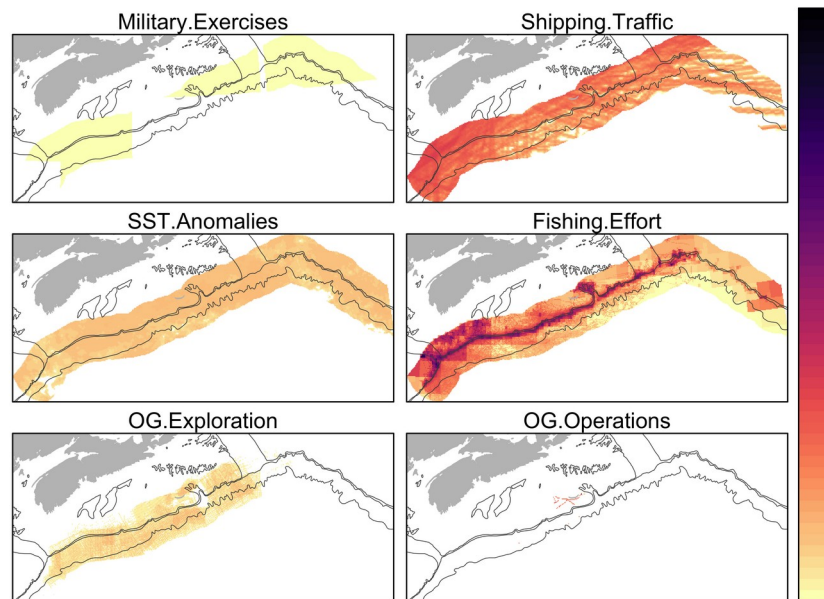 Military.Exercises
Shipping.Traffic
SST.Anomalies
Fishing.Effort
OG.Exploration
OG.Operations